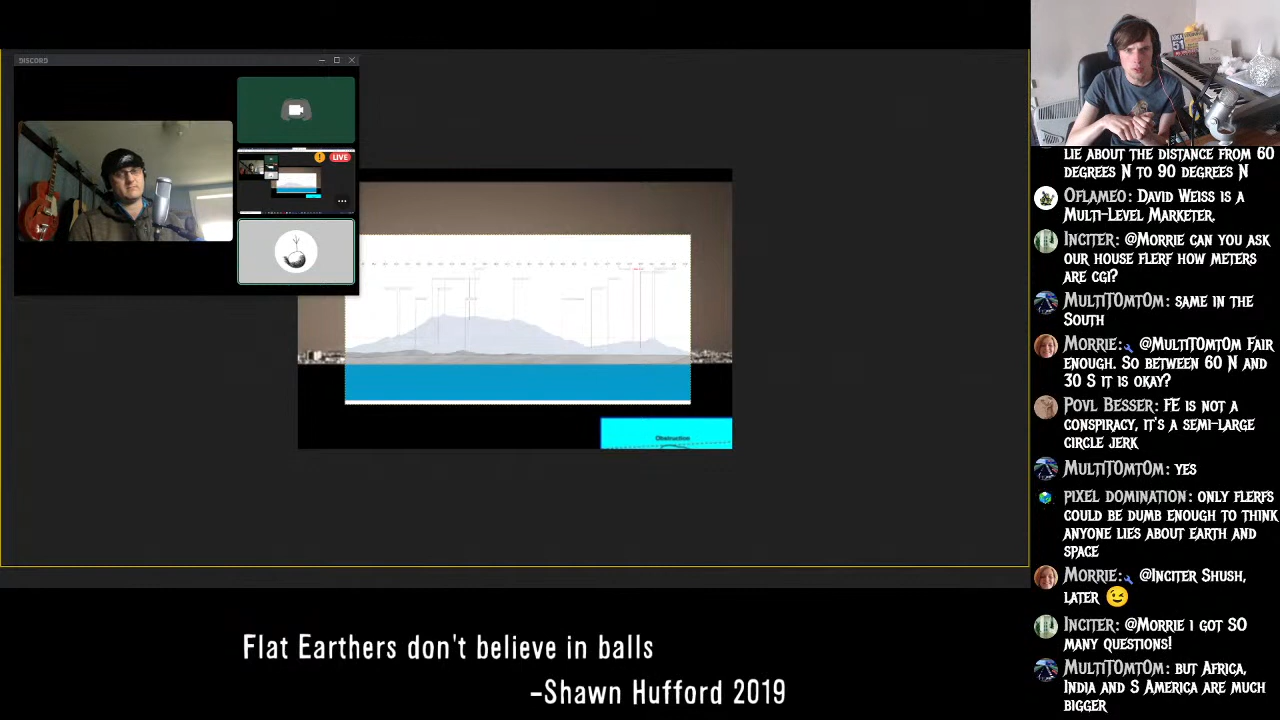 DISCORD
LIVE
Obstruction
Flat Earthers don't believe in balls
-Shawn Hufford 2019
AREA
51
LIE ABOUT THE DISTANCE FROM 60
DEGREES N TO 90 DEGREES N
OFLAMEO: DAVID WEISS IS A
MULTI-LEVEL MARKETER.
INCITER: @MORRIE CAN YOU ASK
OUR HOUSE FLERF HOW METERS
ARE CGI?
MULTITOMTOM: SAME IN THE
SOUTH
MORRIE: @MULTITOMTOM FAIR
ENOUGH. SO BETWEEN 60 N AND
30 S IT IS OKAY?
POVL BESSER: FE IS NOT A
CONSPIRACY, IT'S A SEMI-LARGE
CIRCLE JERK
MULTITOMTOM: YES
PIXEL DOMINATION: ONLY FLERFS
COULD BE DUMB ENOUGH TO THINK
ANYONE LIES ABOUT EARTH AND
SPACE
MORRIE: @INCITER SHUSH,
LATER 😉
INCITER: @MORRIE I GOT SO
MANY QUESTIONS!
MULTITOMTOM: BUT AFRICA,
INDIA AND S AMERICA ARE MUCH
BIGGER